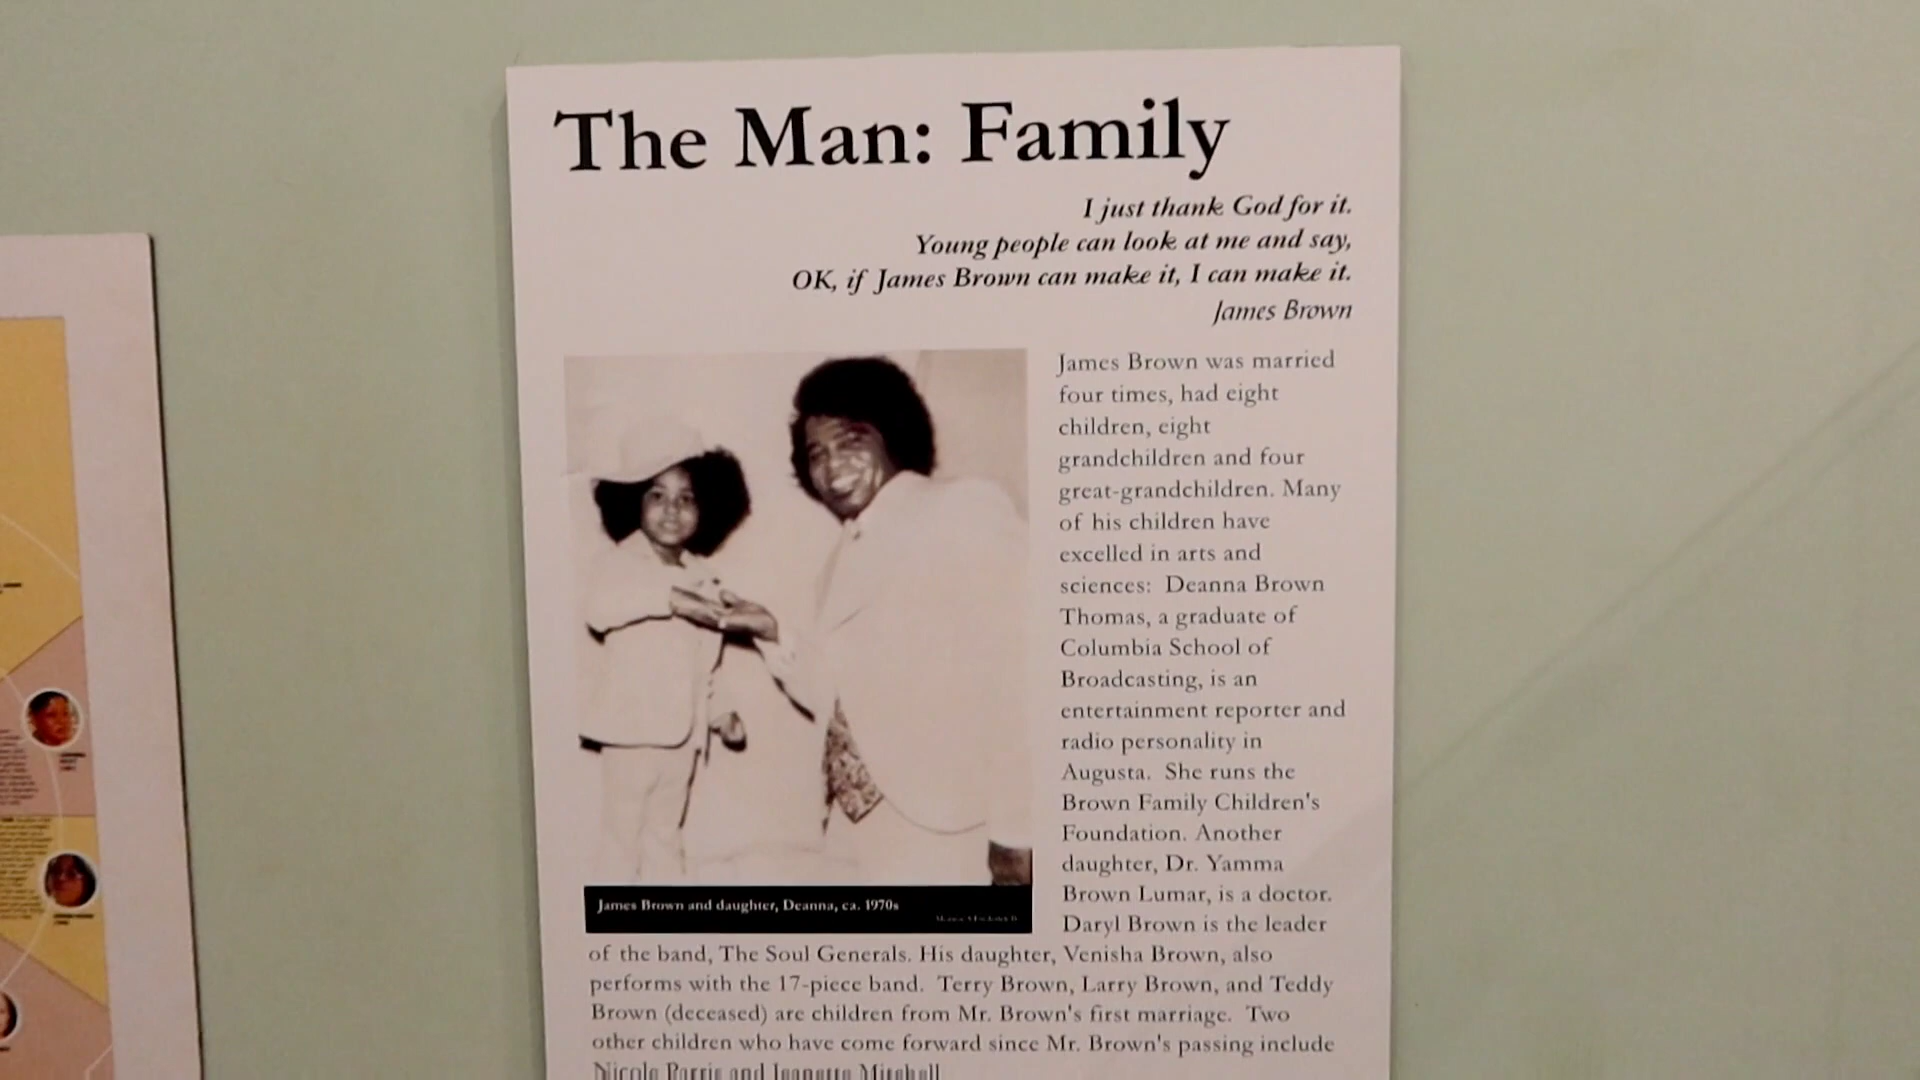 The Man: Family
I just thank God for it.
Young people can look at me and say,
OK, if James Brown can make it, I can make it.
James Brown
James Brown was married
four times, had eight
children, eight
grandchildren and four
great-grandchildren. Many
of his children have
excelled in arts and
sciences: Deanna Brown
Thomas, a graduate of
Columbia School of
Broadcasting, is an
entertainment reporter and
radio personality in
Augusta. She runs the
Brown Family Children's
Foundation. Another
daughter, Dr. Yamma
Brown Lumar, is a doctor.
Daryl Brown is the leader
of the band, The Soul Generals. His daughter, Venisha Brown, also
performs with the 17-piece band. Terry Brown, Larry Brown, and Teddy
Brown (deceased) are children from Mr. Brown's first marriage. Two
other children who have come forward since Mr. Brown's passing include
Nicole Parris and Jeanette Mitchell
James Brown and daughter, Deanna, ca. 1970s